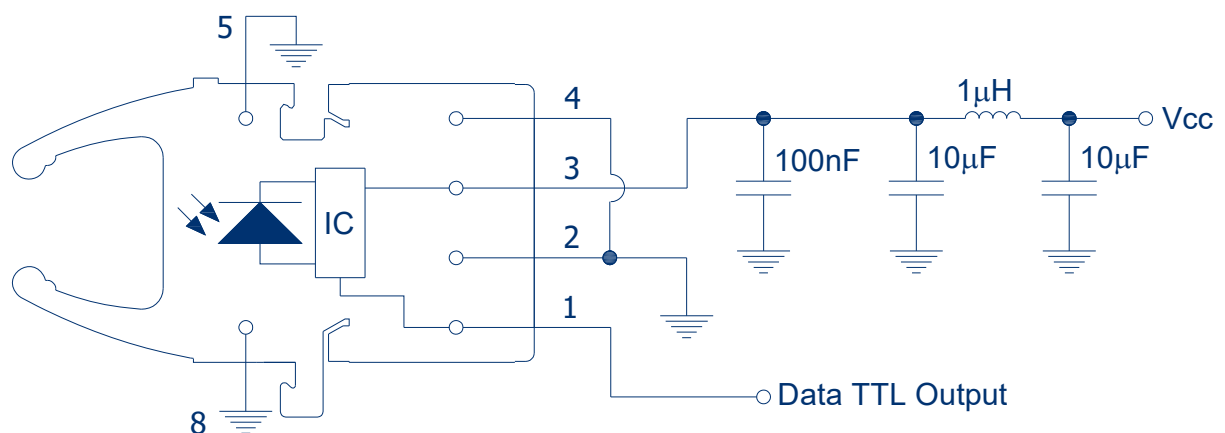 5
4
1μH
Vcc
100nF
10μF
10μF
3
IC
2
1
Data TTL Output
8